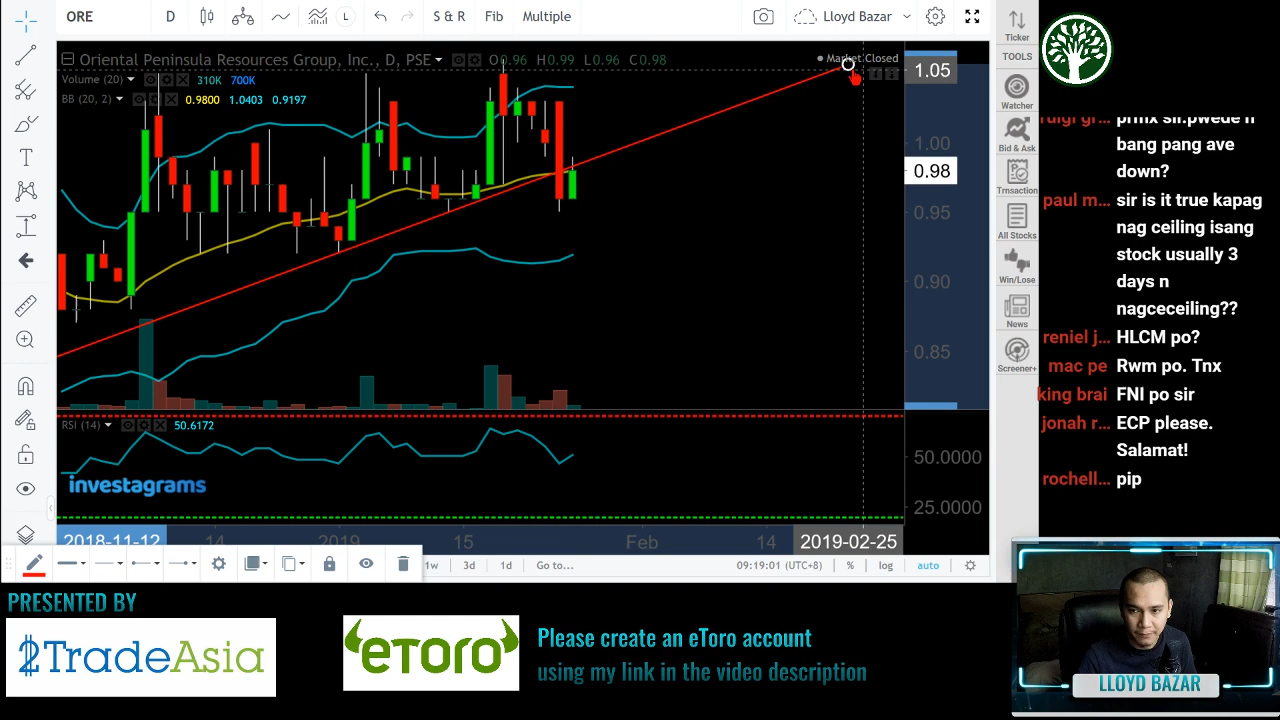 ORE
D
L
S & R
Fib
Multiple
Lloyd Bazar
Oriental Peninsula Resources Group, Inc., D, PSE
O0.96 H0.99 L0.96 C0.98
Market Closed
Volume (20)
310K 700K
BB (20, 2)
0.9800 1.0403 0.9197
1.05
1.00
0.98
0.95
0.90
0.85
RSI (14)
50.6172
50.0000
25.0000
investagrams
2018-11-12
14
2019
15
Feb
14
2019-02-25
1w
3d
1d
Go to...
09:19:01 (UTC+8)
%
log
auto
Ticker
TOOLS
Watcher
Bid & Ask
Trnsaction
All Stocks
Win/Lose
News
Screener+
bang pang ave
down?
paul m... sir is it true kapag
nag ceiling isang
stock usually 3
days n
nagceceiling??
reniel j... HLCM po?
mac pe Rwm po. Tnx
king brai FNI po sir
jonah r... ECP please.
Salamat!
rochell... pip
PRESENTED BY
2TradeAsia
eToro
Please create an eToro account
using my link in the video description
LLOYD BAZAR